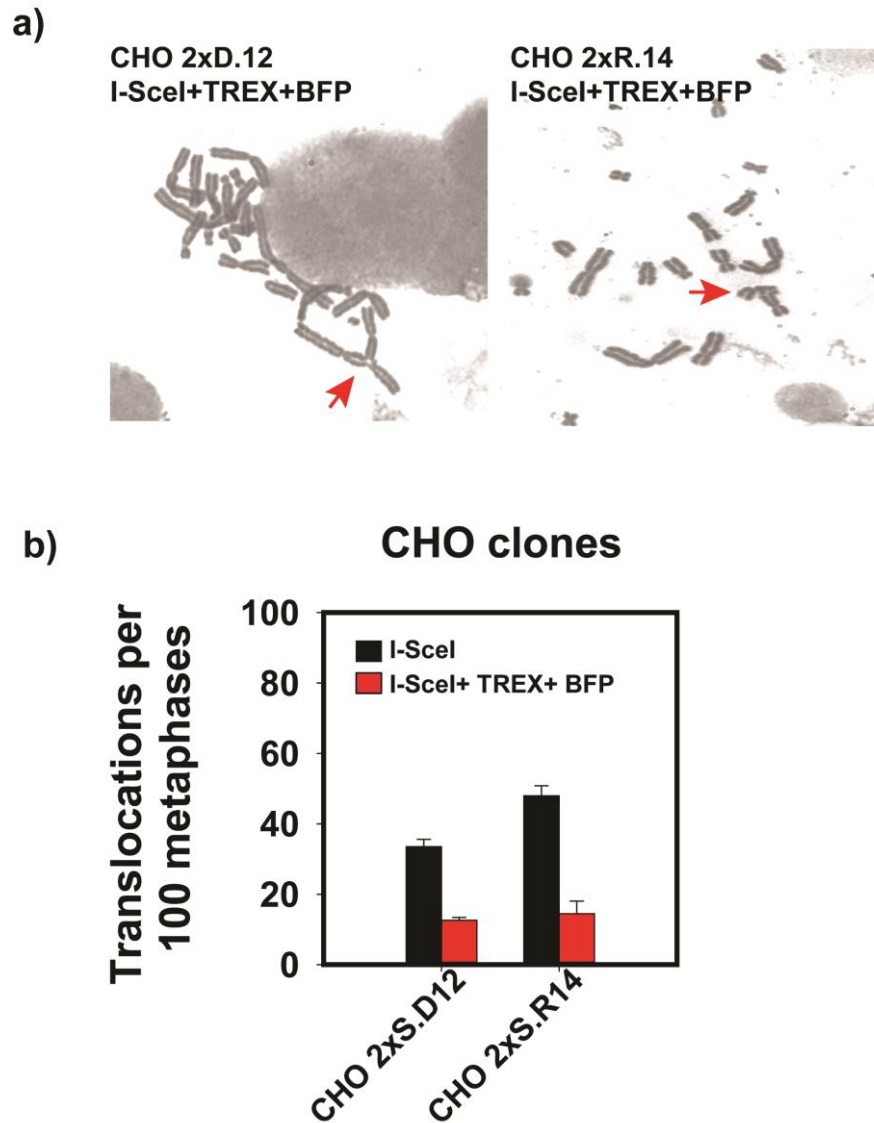 a)
CHO 2xD.12
I-SceI+TREX+BFP
CHO 2xR.14
I-SceI+TREX+BFP
b)
CHO clones
Translocations per
100 metaphases
100
80
60
40
20
0
I-SceI
I-SceI+ TREX+ BFP
CHO 2xS.D12
CHO 2xS.R14